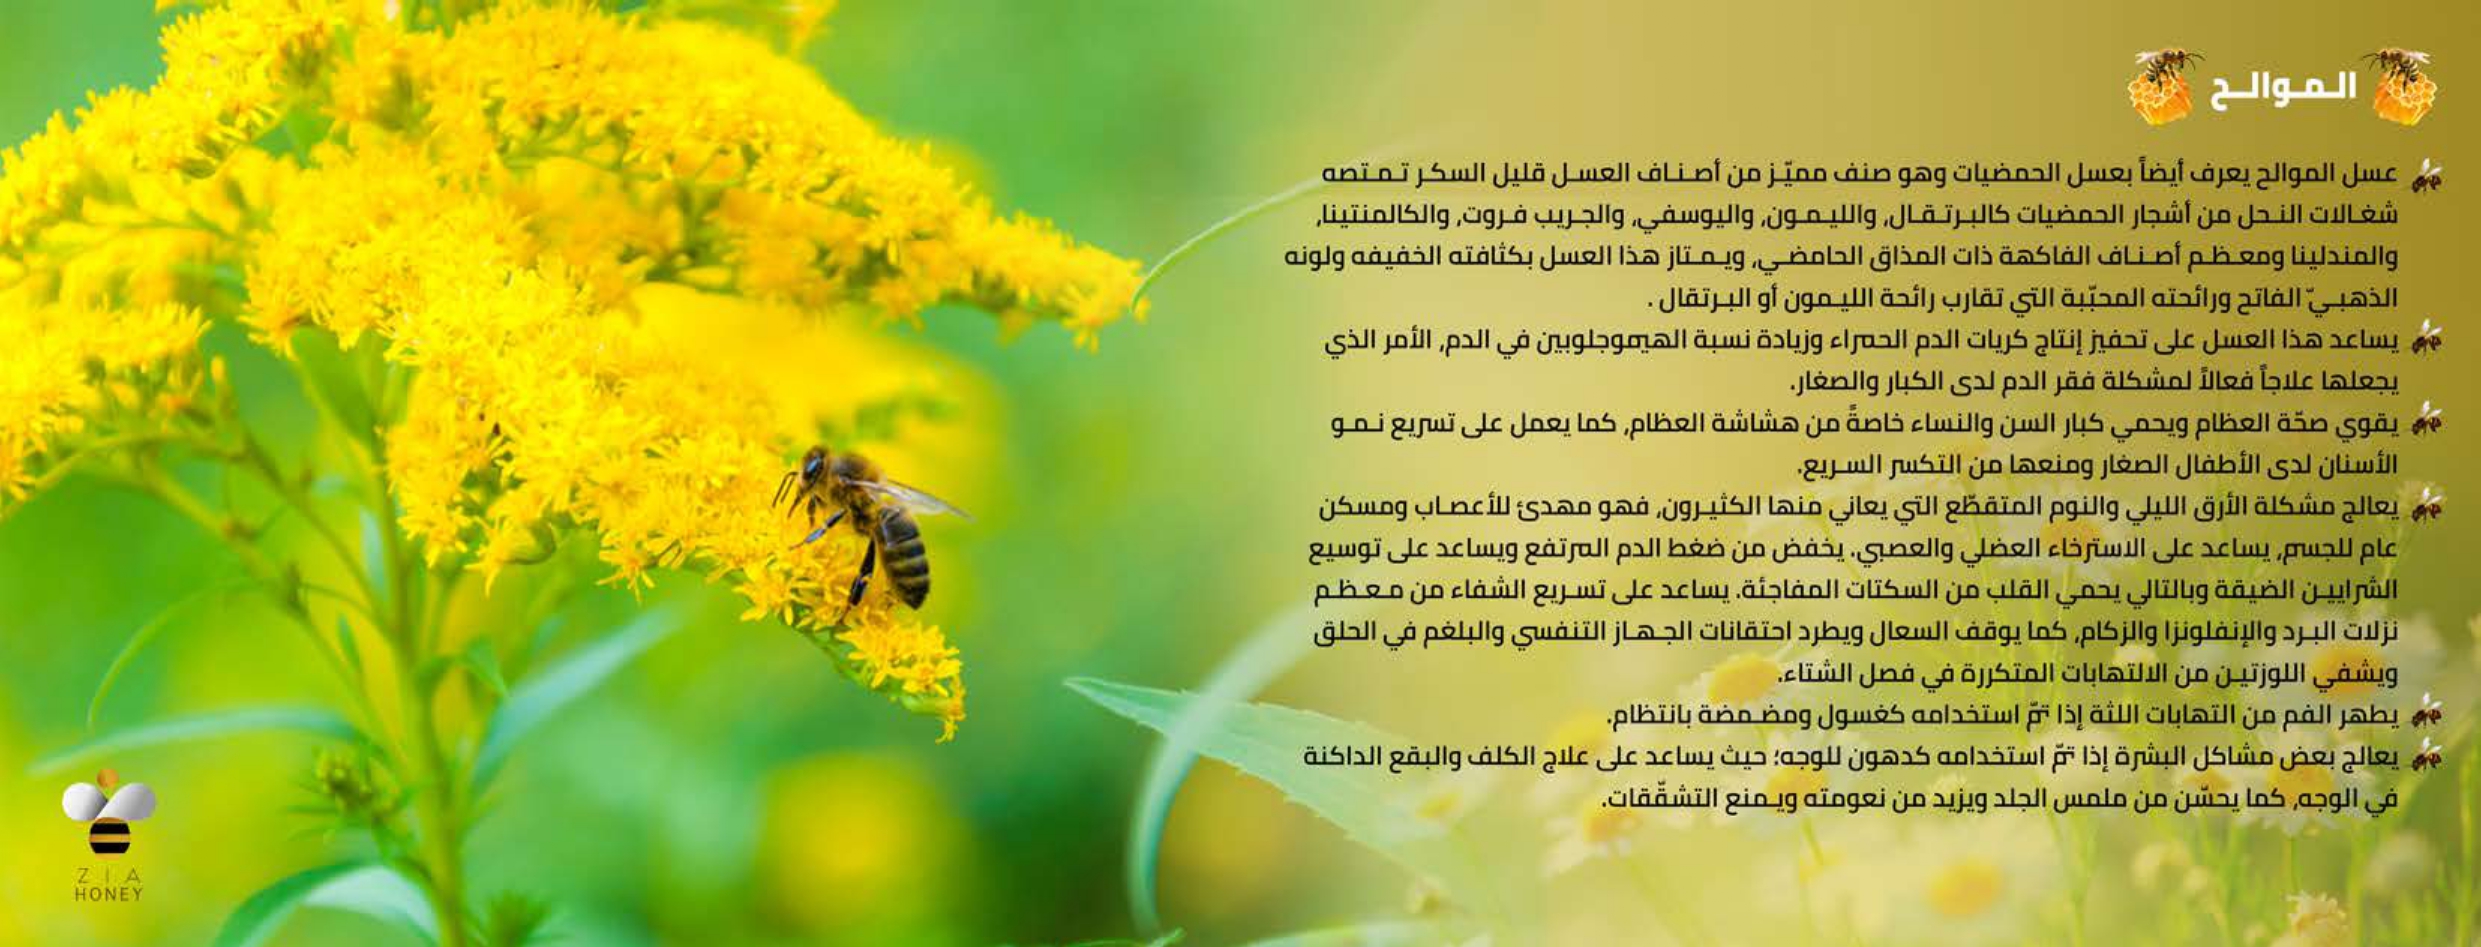 الموالح
عسل الموالح يعرف أيضاً بعسل الحمضيات وهو صنف مميّز من أصناف العسل قليل السكر تمتصه
شغالات النحل من أشجار الحمضيات كالبرتقال، والليمون، واليوسفي، والجريب فروت، والكالمنتينا،
والمندلينا ومعظم أصناف الفاكهة ذات المذاق الحامضي، ويمتاز هذا العسل بكثافته الخفيفه ولونه
الذهبيّ الفاتح ورائحته المحبّبة التي تقارب رائحة الليمون أو البرتقال .
يساعد هذا العسل على تحفيز إنتاج كريات الدم الحمراء وزيادة نسبة الهيموجلوبين في الدم، الأمر الذي
يجعلها علاجاً فعالاً لمشكلة فقر الدم لدى الكبار والصغار.
يقوي صحّة العظام ويحمي كبار السن والنساء خاصةً من هشاشة العظام، كما يعمل على تسريع نمو
الأسنان لدى الأطفال الصغار ومنعها من التكسر السريع.
يعالج مشكلة الأرق الليلي والنوم المتقطّع التي يعاني منها الكثيرون، فهو مهدئ للأعصاب ومسكن
عام للجسم، يساعد على الاسترخاء العضلي والعصبي. يخفض من ضغط الدم المرتفع ويساعد على توسيع
الشرايين الضيقة وبالتالي يحمي القلب من السكتات المفاجئة. يساعد على تسريع الشفاء من معظم
نزلات البرد والإنفلونزا والزكام، كما يوقف السعال ويطرد احتقانات الجهاز التنفسي والبلغم في الحلق
ويشفي اللوزتين من الالتهابات المتكررة في فصل الشتاء.
يطهر الفم من التهابات اللثة إذا تمّ استخدامه كغسول ومضمضة بانتظام.
يعالج بعض مشاكل البشرة إذا تمّ استخدامه كدهون للوجه؛ حيث يساعد على علاج الكلف والبقع الداكنة
في الوجه، كما يحسّن من ملمس الجلد ويزيد من نعومته ويمنع التشقّقات.
ZIA
HONEY